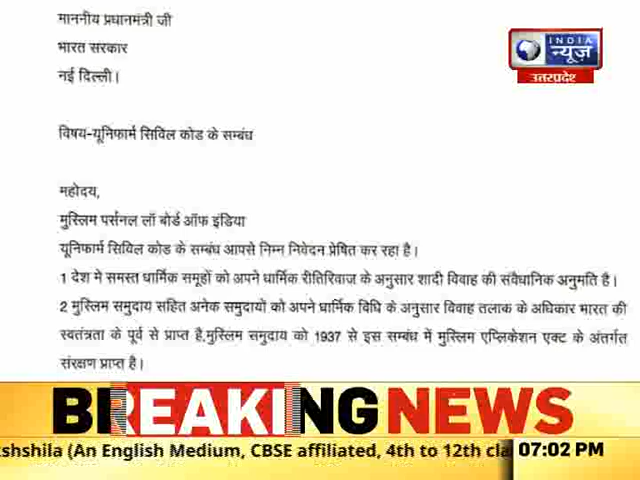 माननीय प्रधानमंत्री जी
भारत सरकार
नई दिल्ली।
INDIA
न्यूज़
उत्तरप्रदेश
विषय-यूनिफार्म सिविल कोड के सम्बंध
महोदय,
मुस्लिम पर्सनल लॉ बोर्ड ऑफ इंडिया
यूनिफार्म सिविल कोड के सम्बंध आपसे निम्न निवेदन प्रेषित कर रहा है।
1 देश मे समस्त धार्मिक समूहों को अपने धार्मिक रीतिरिवाज के अनुसार शादी विवाह की संवैधानिक अनुमति है।
2 मुस्लिम समुदाय सहित अनेक समुदायों को अपने धार्मिक विधि के अनुसार विवाह तलाक के अधिकार भारत की
स्वतंत्रता के पूर्व से प्राप्त है,मुस्लिम समुदाय को 1937 से इस सम्बंध में मुस्लिम एप्लिकेशन एक्ट के अंतर्गत
संरक्षण प्राप्त है।
BREAKING NEWS
kshshila (An English Medium, CBSE affiliated, 4th to 12th cla
07:02 PM